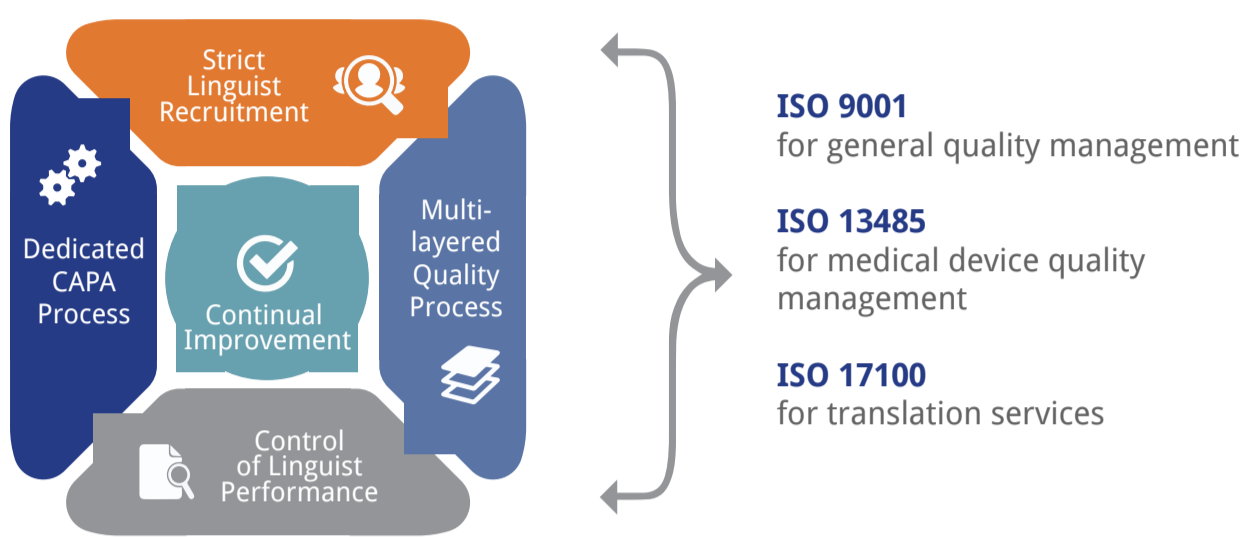 Strict
Linguist
Recruitment
Dedicated
CAPA
Process
Multi-
layered
Quality
Process
Continual
Improvement
Control
of Linguist
Performance
ISO 9001
for general quality management
ISO 13485
for medical device quality
management
ISO 17100
for translation services